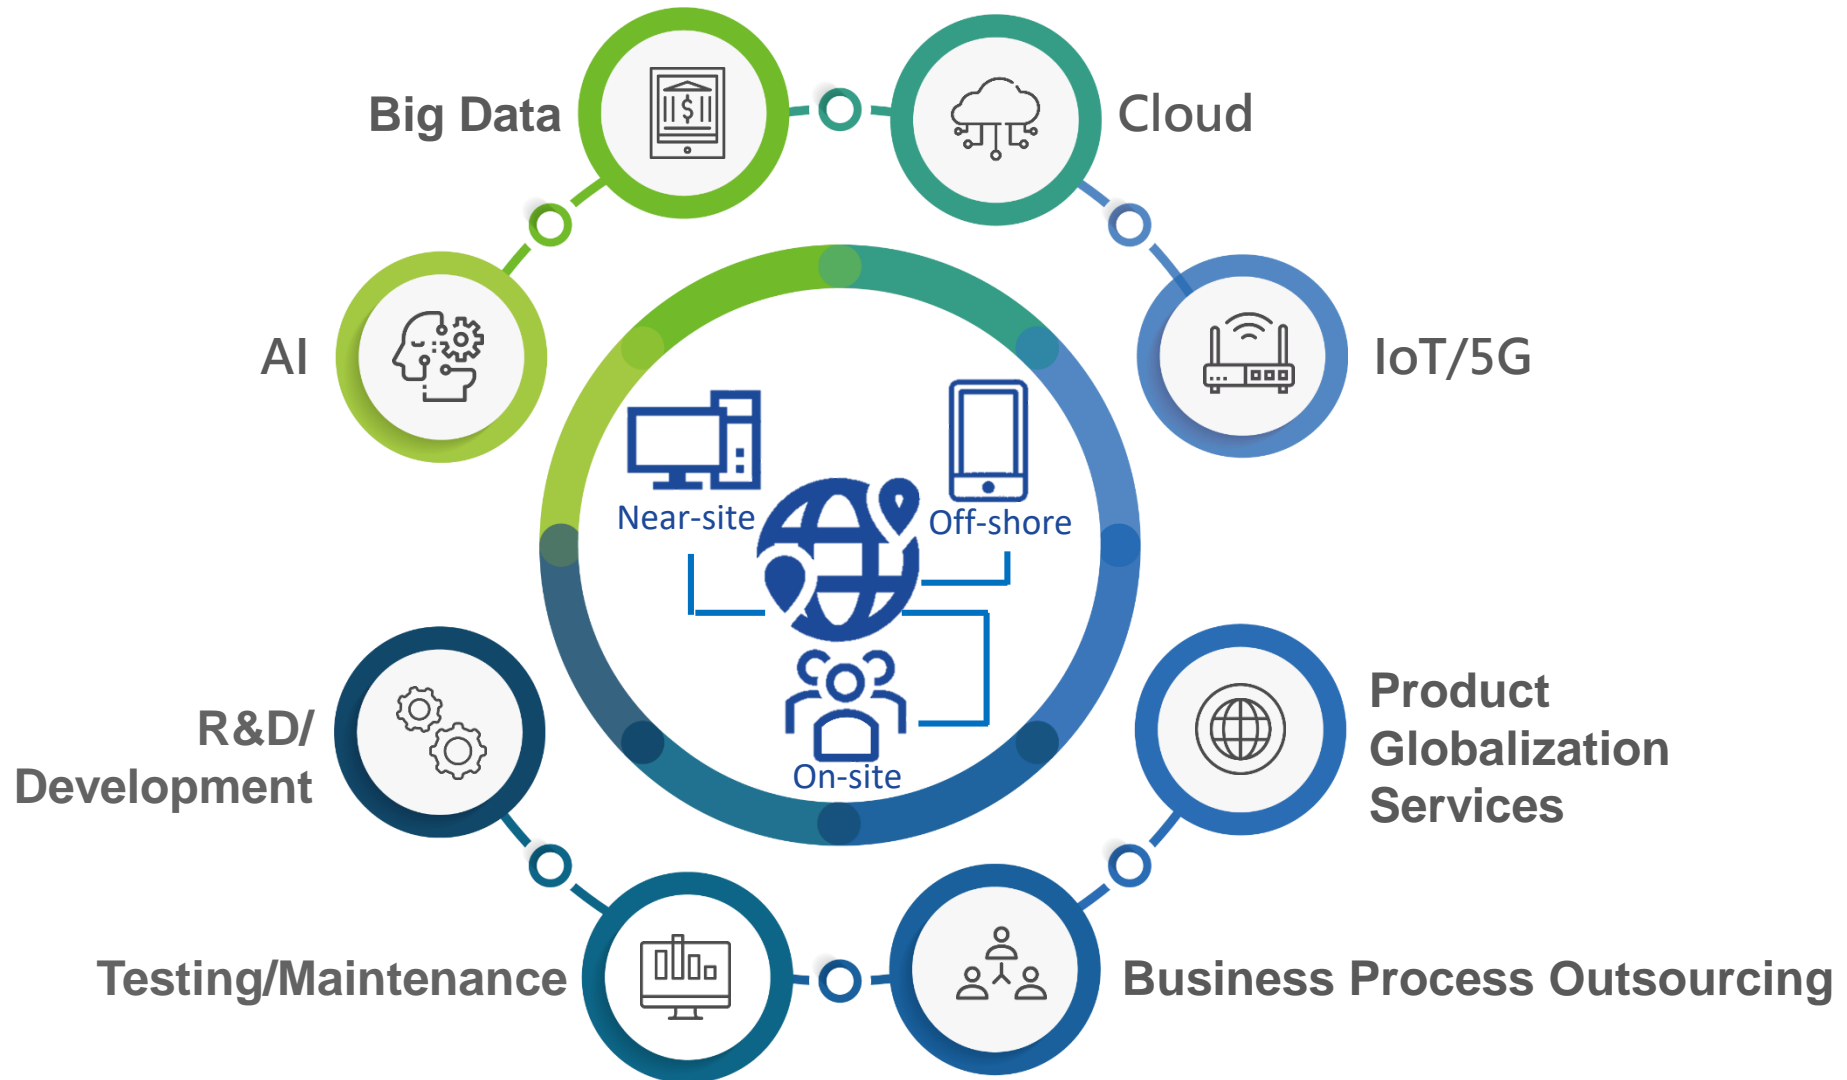 Big Data
Cloud
AI
IoT/5G
Near-site
Off-shore
On-site
R&D/
Development
Product
Globalization
Services
Testing/Maintenance
Business Process Outsourcing